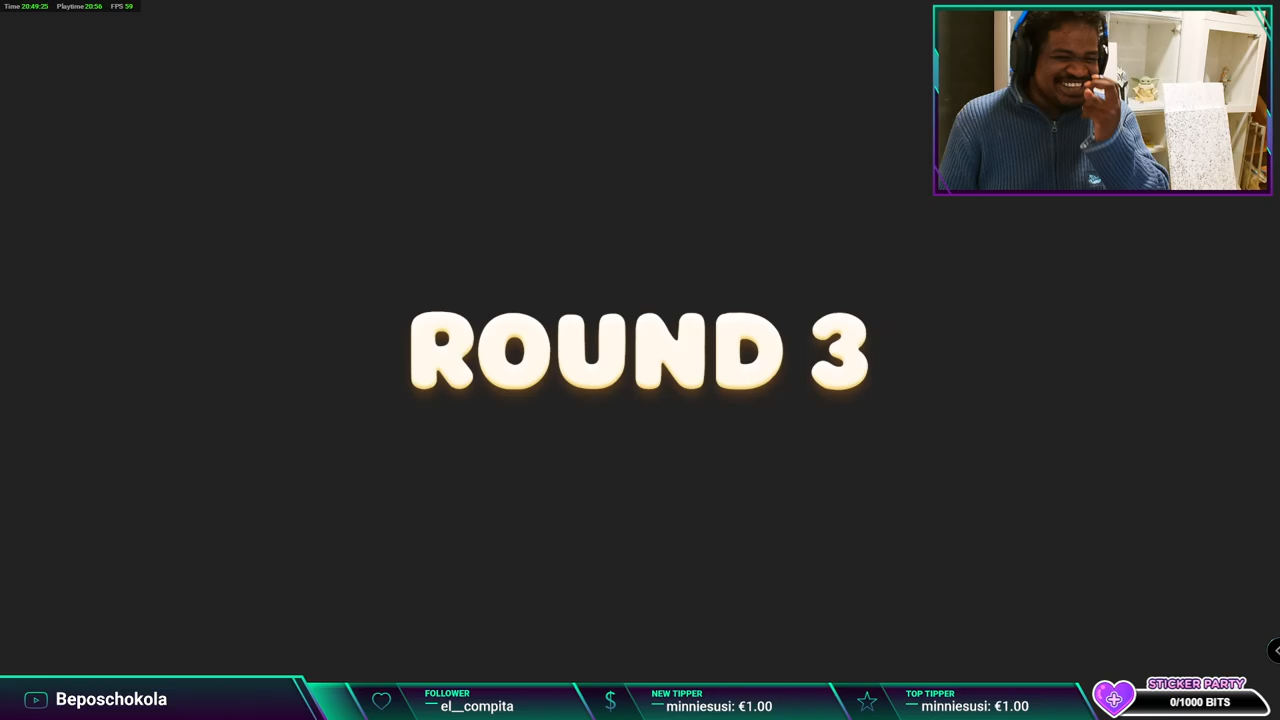 Time 20:49:25 Playtime 20:56 FPS 59
ROUND 3
Beposchokola
FOLLOWER
el__compita
NEW TIPPER
minniesusi: €1.00
TOP TIPPER
minniesusi: €1.00
STICKER PARTY
0/1000 BITS